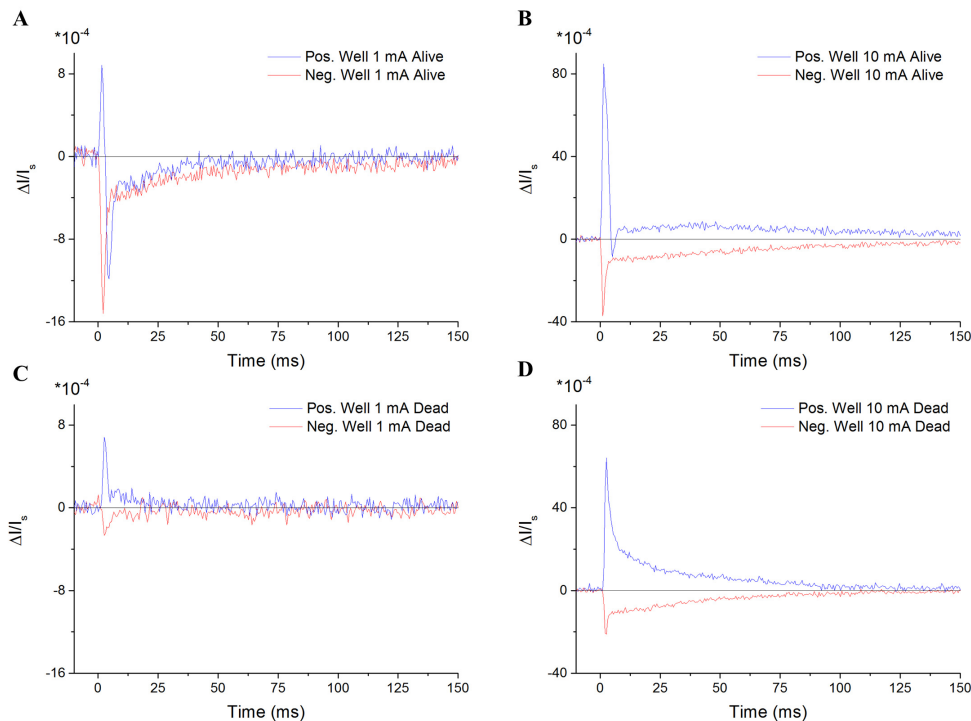 A
*10⁻⁴
Pos. Well 1 mA Alive
Neg. Well 1 mA Alive
8
0
-8
-16
ΔI/Iₛ
0 25 50 75 100 125 150
Time (ms)
B
*10⁻⁴
Pos. Well 10 mA Alive
Neg. Well 10 mA Alive
80
40
0
-40
ΔI/Iₛ
0 25 50 75 100 125 150
Time (ms)
C
*10⁻⁴
Pos. Well 1 mA Dead
Neg. Well 1 mA Dead
8
0
-8
-16
ΔI/Iₛ
0 25 50 75 100 125 150
Time (ms)
D
*10⁻⁴
Pos. Well 10 mA Dead
Neg. Well 10 mA Dead
80
40
0
-40
ΔI/Iₛ
0 25 50 75 100 125 150
Time (ms)